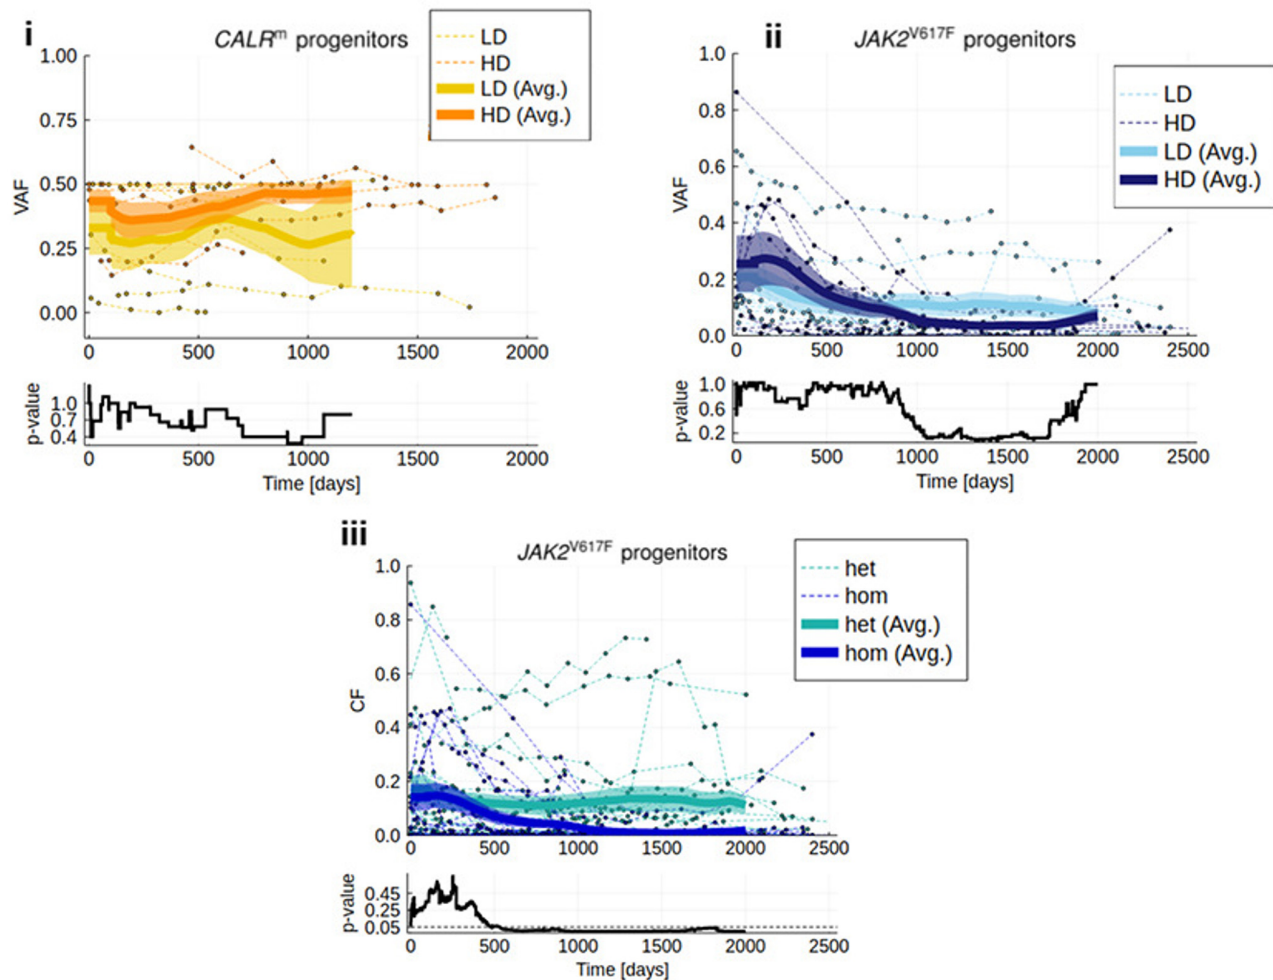 i
CALRᵐ progenitors
LD
HD
LD (Avg.)
HD (Avg.)
VAF
1.00
0.75
0.50
0.25
0.00
0 500 1000 1500 2000
p-value
1.0
0.7
0.4
0 500 1000 1500 2000
Time [days]
ii
JAK2ⱽ⁶¹⁷ᶠ progenitors
LD
HD
LD (Avg.)
HD (Avg.)
VAF
1.0
0.8
0.6
0.4
0.2
0.0
0 500 1000 1500 2000 2500
p-value
1.0
0.6
0.2
0 500 1000 1500 2000 2500
Time [days]
iii
JAK2ⱽ⁶¹⁷ᶠ progenitors
het
hom
het (Avg.)
hom (Avg.)
CF
1.0
0.8
0.6
0.4
0.2
0.0
0 500 1000 1500 2000 2500
p-value
0.45
0.25
0.05
0 500 1000 1500 2000 2500
Time [days]